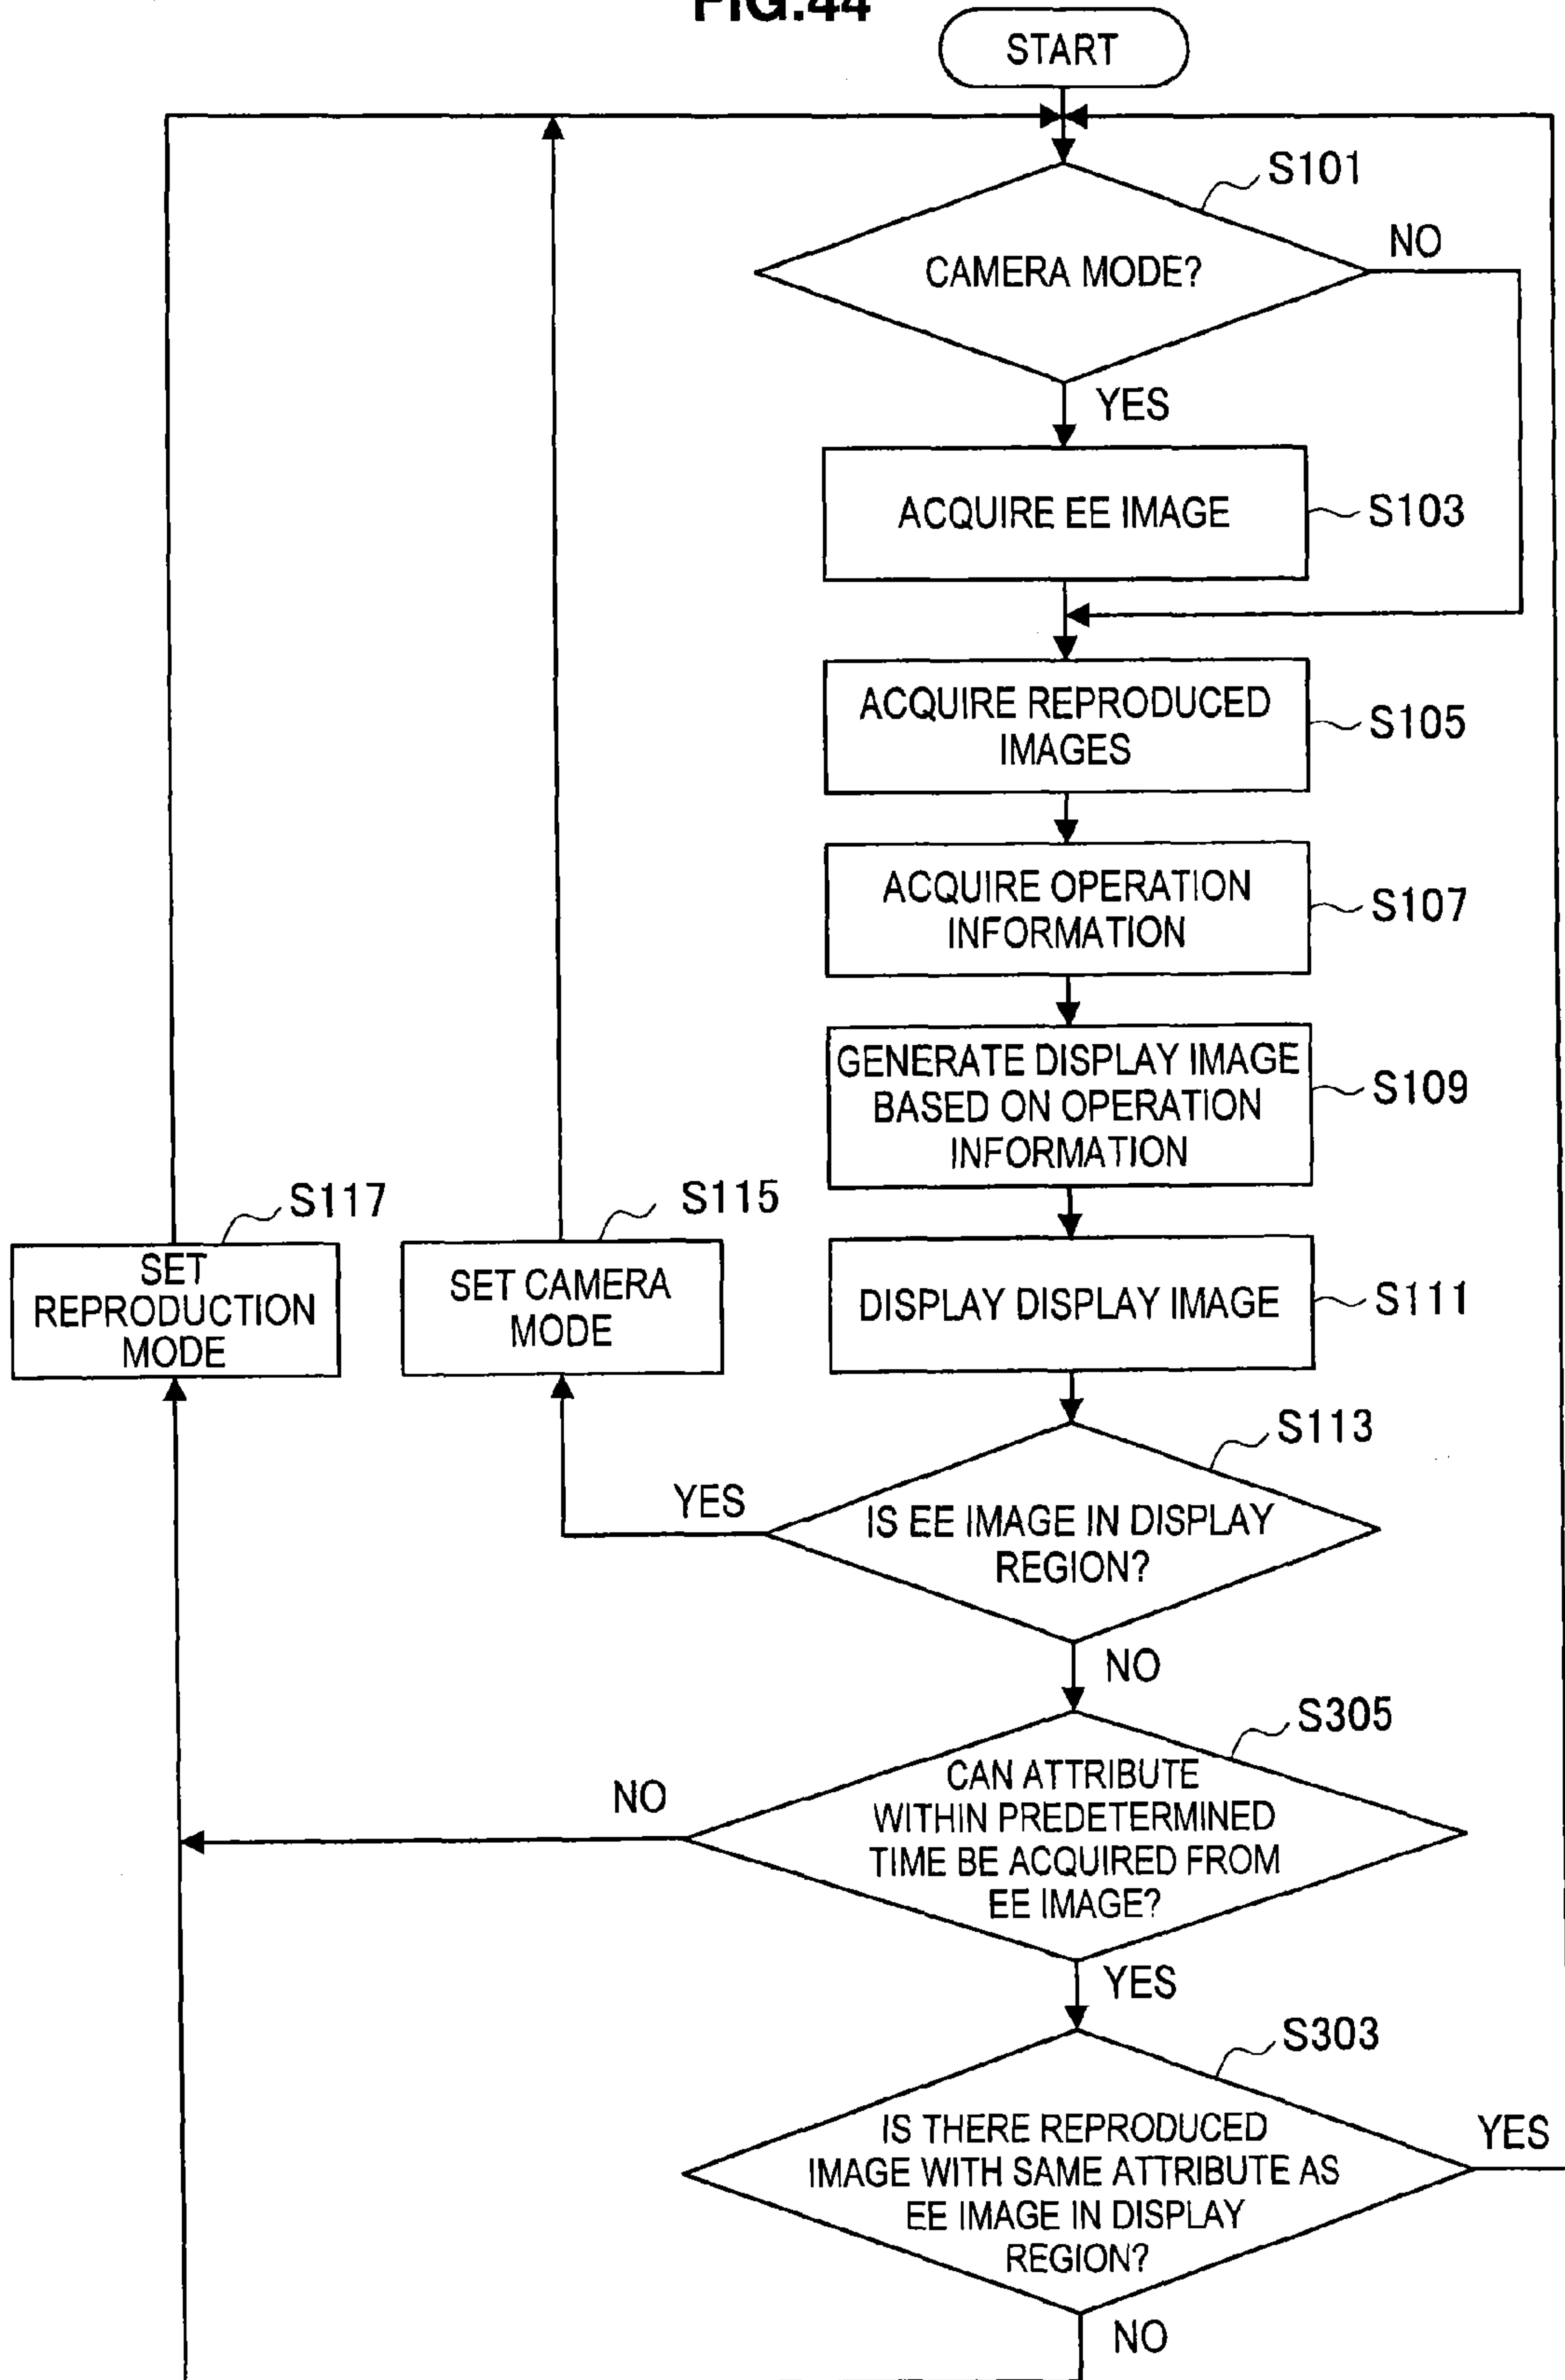 FIG.44
START
S101
CAMERA MODE?
NO
YES
ACQUIRE EE IMAGE
S103
ACQUIRE REPRODUCED
IMAGES
S105
ACQUIRE OPERATION
INFORMATION
S107
GENERATE DISPLAY IMAGE
BASED ON OPERATION
INFORMATION
S109
S117
SET
REPRODUCTION
MODE
S115
SET CAMERA
MODE
DISPLAY DISPLAY IMAGE
S111
S113
YES
IS EE IMAGE IN DISPLAY
REGION?
NO
S305
NO
CAN ATTRIBUTE
WITHIN PREDETERMINED
TIME BE ACQUIRED FROM
EE IMAGE?
YES
S303
IS THERE REPRODUCED
IMAGE WITH SAME ATTRIBUTE AS
EE IMAGE IN DISPLAY
REGION?
YES
NO